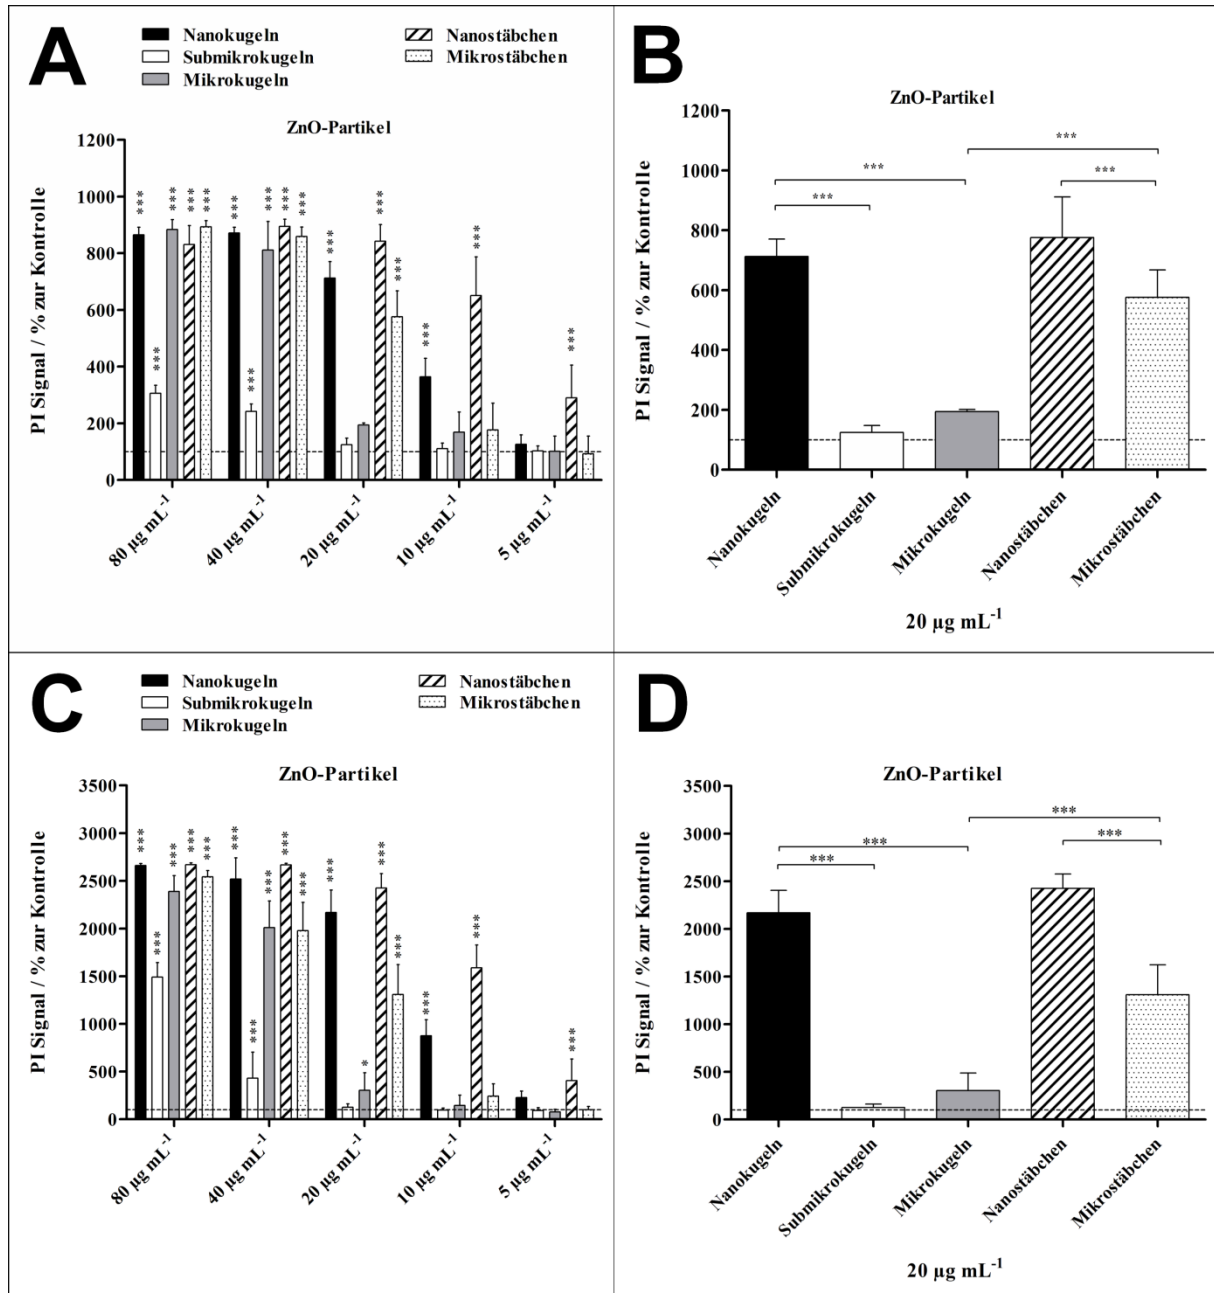 A
Nanokugeln
Submikrokugeln
Mikrokugeln
Nanostäbchen
Mikrostäbchen
ZnO-Partikel
PI Signal / % zur Kontrolle
1200
1000
800
600
400
200
0
*** *** *** *** ***
*** *** *** *** ***
*** *** ***
*** ***
***
80 µg mL⁻¹
40 µg mL⁻¹
20 µg mL⁻¹
10 µg mL⁻¹
5 µg mL⁻¹
B
ZnO-Partikel
PI Signal / % zur Kontrolle
1200
1000
800
600
400
200
0
***
***
***
***
Nanokugeln
Submikrokugeln
Mikrokugeln
Nanostäbchen
Mikrostäbchen
20 µg mL⁻¹
C
Nanokugeln
Submikrokugeln
Mikrokugeln
Nanostäbchen
Mikrostäbchen
ZnO-Partikel
PI Signal / % zur Kontrolle
3500
3000
2500
2000
1500
1000
500
0
*** *** *** *** ***
*** *** *** *** ***
*** * *** ***
*** ***
***
80 µg mL⁻¹
40 µg mL⁻¹
20 µg mL⁻¹
10 µg mL⁻¹
5 µg mL⁻¹
D
ZnO-Partikel
PI Signal / % zur Kontrolle
3500
3000
2500
2000
1500
1000
500
0
***
***
***
***
Nanokugeln
Submikrokugeln
Mikrokugeln
Nanostäbchen
Mikrostäbchen
20 µg mL⁻¹